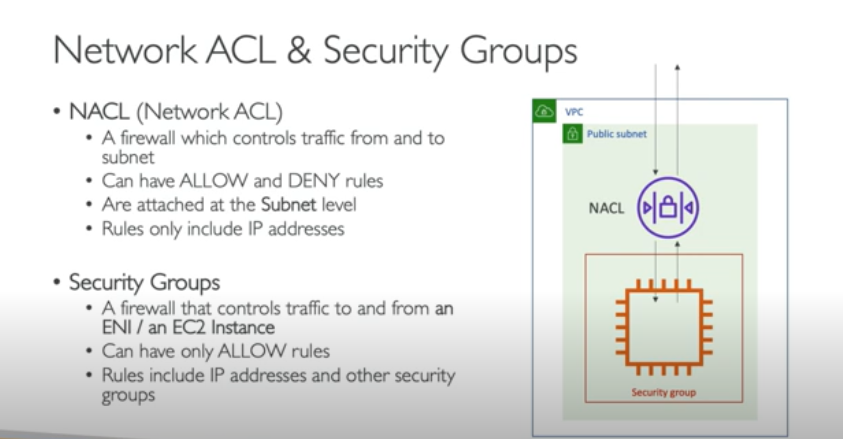 Network ACL & Security Groups
• NACL (Network ACL)
• A firewall which controls traffic from and to
subnet
• Can have ALLOW and DENY rules
• Are attached at the Subnet level
• Rules only include IP addresses
• Security Groups
• A firewall that controls traffic to and from an
ENI / an EC2 Instance
• Can have only ALLOW rules
• Rules include IP addresses and other security
groups
VPC
Public subnet
NACL
Security group